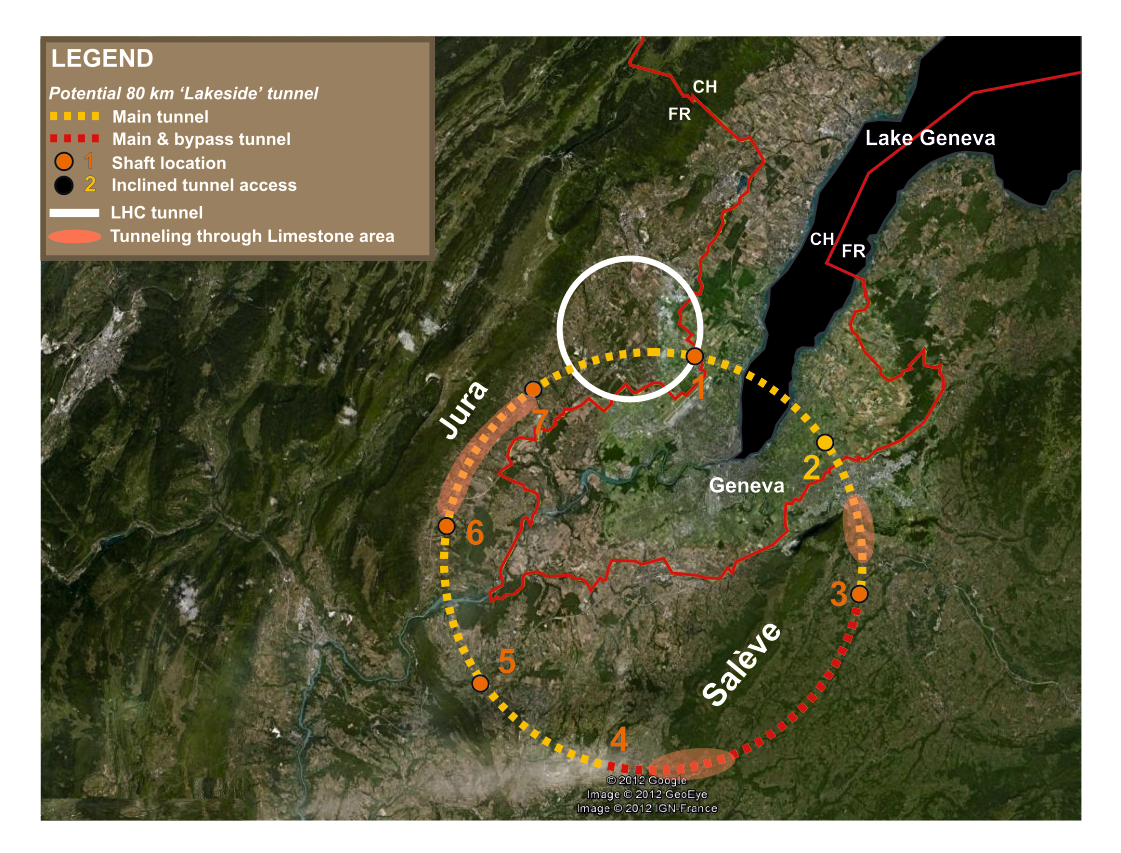 LEGEND
Potential 80 km ‘Lakeside’ tunnel
Main tunnel
Main & bypass tunnel
1 Shaft location
2 Inclined tunnel access
LHC tunnel
Tunneling through Limestone area
CH
FR
Lake Geneva
CH
FR
Jura
1
7
2
Geneva
6
3
Salève
5
4
© 2012 Google
Image © 2012 GeoEye
Image © 2012 IGN-France